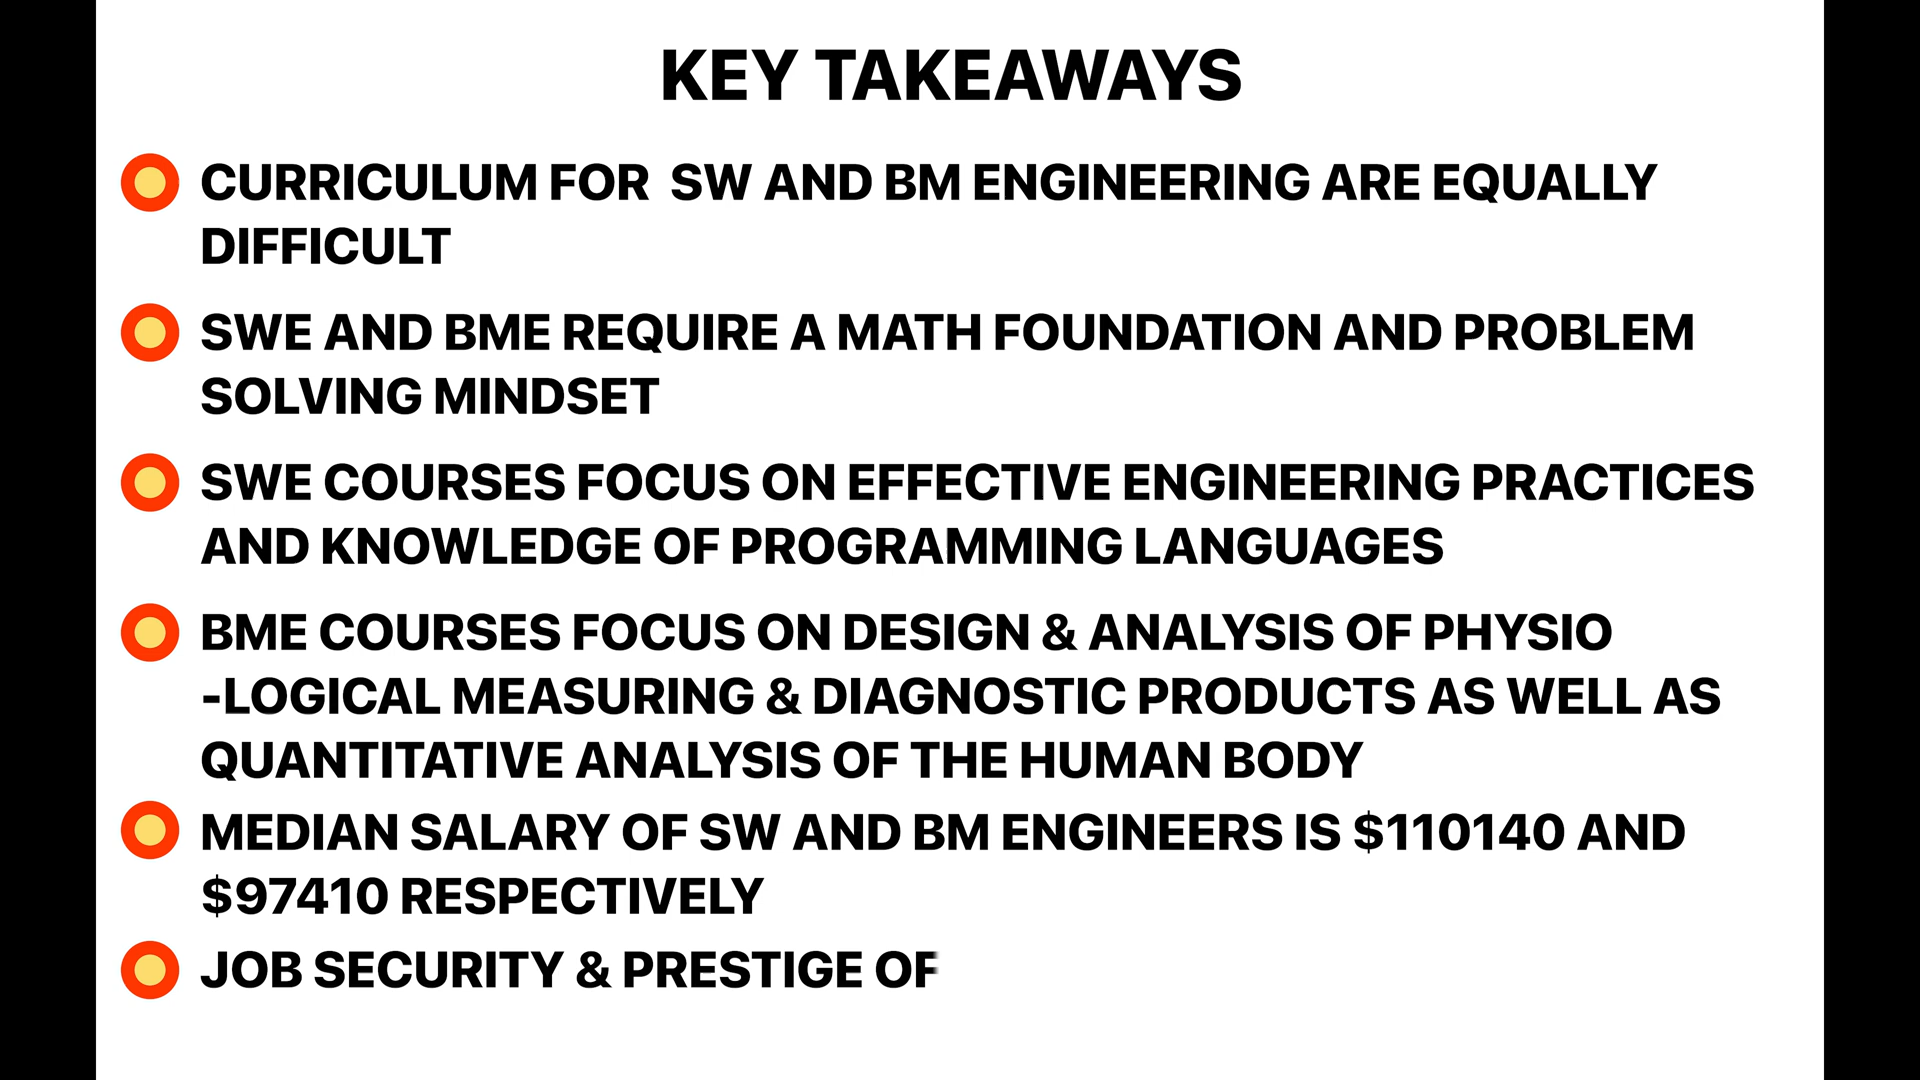 KEY TAKEAWAYS
CURRICULUM FOR SW AND BM ENGINEERING ARE EQUALLY
DIFFICULT
SWE AND BME REQUIRE A MATH FOUNDATION AND PROBLEM
SOLVING MINDSET
SWE COURSES FOCUS ON EFFECTIVE ENGINEERING PRACTICES
AND KNOWLEDGE OF PROGRAMMING LANGUAGES
BME COURSES FOCUS ON DESIGN & ANALYSIS OF PHYSIO
-LOGICAL MEASURING & DIAGNOSTIC PRODUCTS AS WELL AS
QUANTITATIVE ANALYSIS OF THE HUMAN BODY
MEDIAN SALARY OF SW AND BM ENGINEERS IS $110140 AND
$97410 RESPECTIVELY
JOB SECURITY & PRESTIGE OF